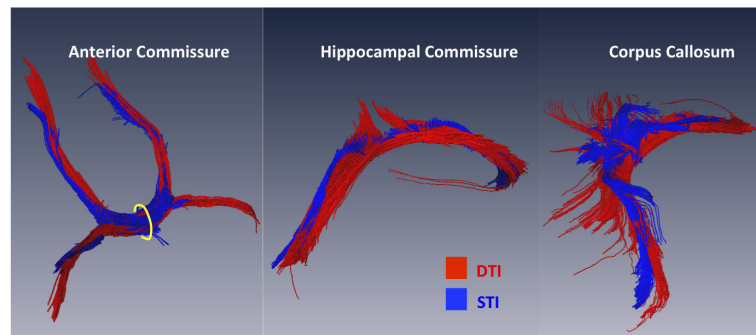 Anterior Commissure
Hippocampal Commissure
Corpus Callosum
DTI
STI